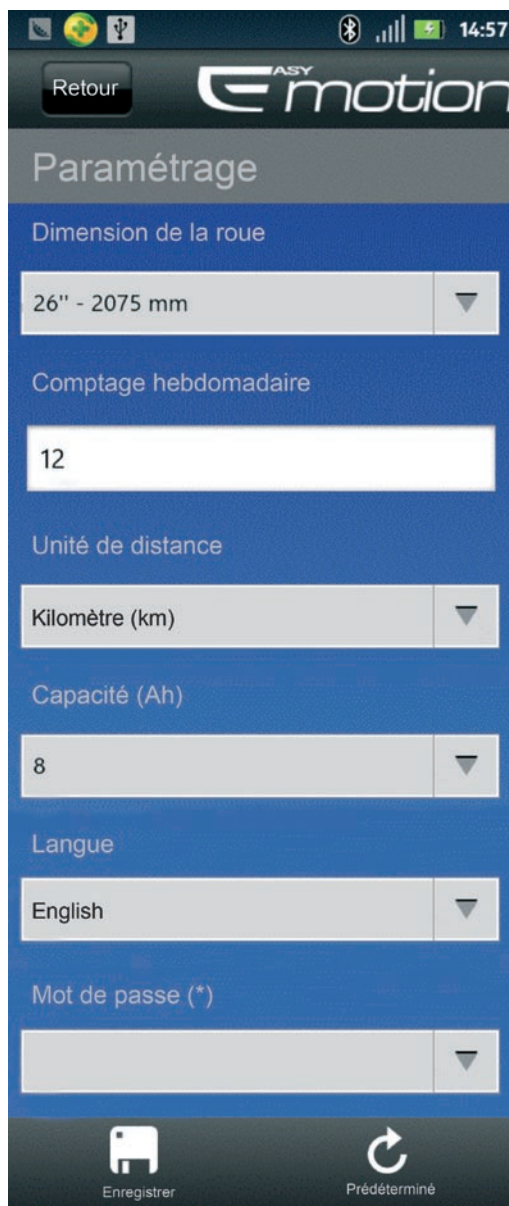 14:57
Retour
EASY motion
Paramétrage
Dimension de la roue
26'' - 2075 mm
Comptage hebdomadaire
12
Unité de distance
Kilomètre (km)
Capacité (Ah)
8
Langue
English
Mot de passe (*)
Enregistrer
Prédéterminé